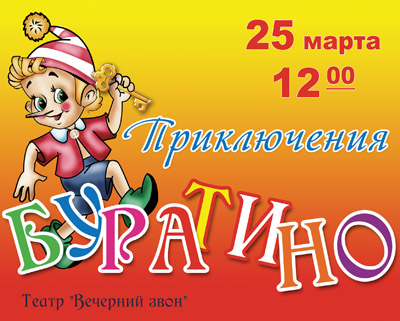 25 марта
12 00
Приключения
БУРАТИНО
Театр "Вечерний звон"